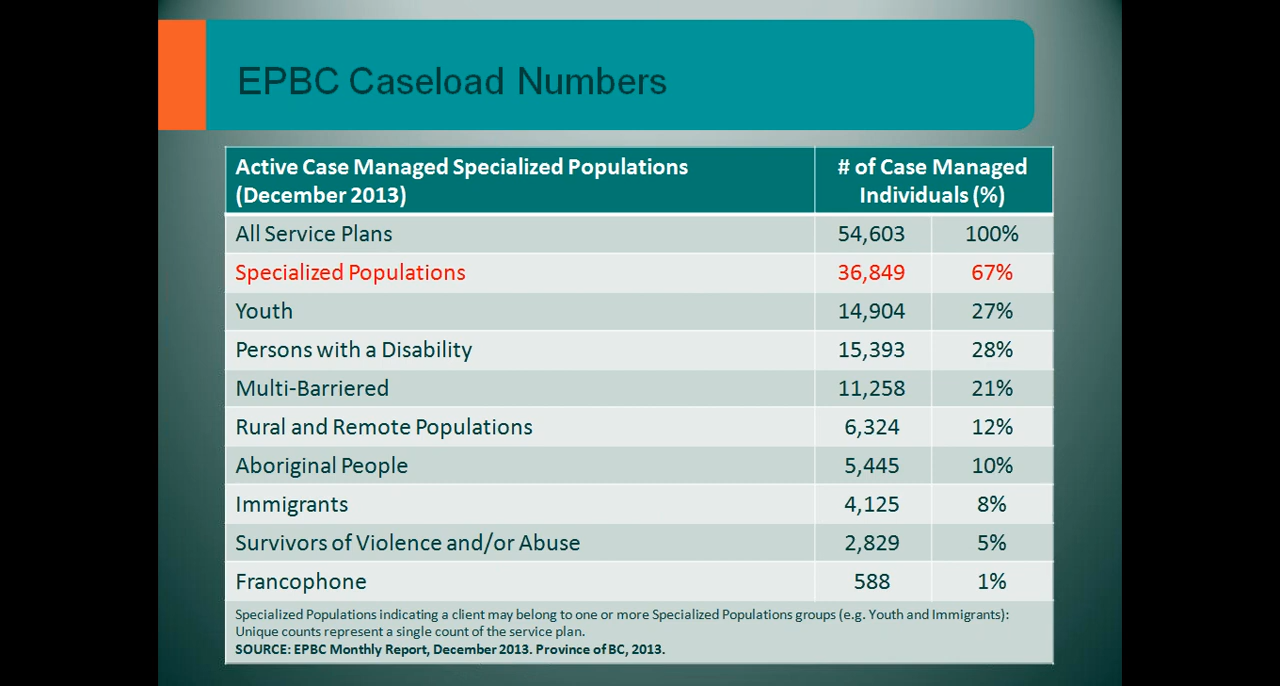 EPBC Caseload Numbers
Active Case Managed Specialized Populations
(December 2013)
# of Case Managed
Individuals (%)
All Service Plans 54,603 100%
Specialized Populations 36,849 67%
Youth 14,904 27%
Persons with a Disability 15,393 28%
Multi-Barriered 11,258 21%
Rural and Remote Populations 6,324 12%
Aboriginal People 5,445 10%
Immigrants 4,125 8%
Survivors of Violence and/or Abuse 2,829 5%
Francophone 588 1%
Specialized Populations indicating a client may belong to one or more Specialized Populations groups (e.g. Youth and Immigrants):
Unique counts represent a single count of the service plan.
SOURCE: EPBC Monthly Report, December 2013. Province of BC, 2013.